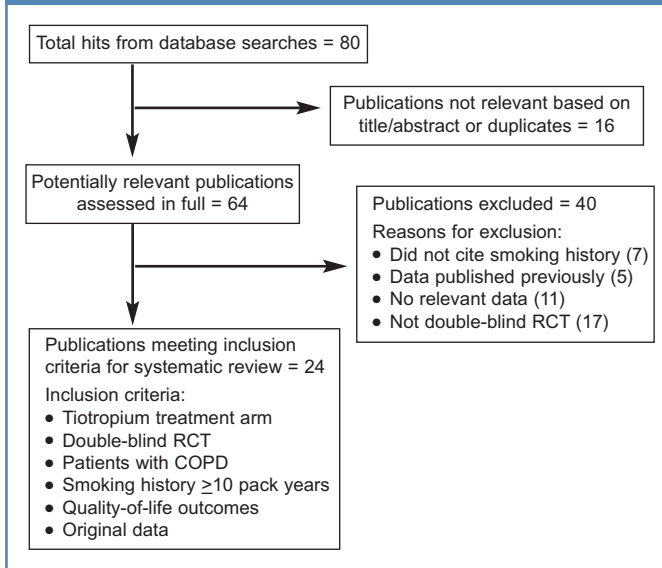 Total hits from database searches = 80
Publications not relevant based on
title/abstract or duplicates = 16
Potentially relevant publications
assessed in full = 64
Publications excluded = 40
Reasons for exclusion:
• Did not cite smoking history (7)
• Data published previously (5)
• No relevant data (11)
• Not double-blind RCT (17)
Publications meeting inclusion
criteria for systematic review = 24
Inclusion criteria:
• Tiotropium treatment arm
• Double-blind RCT
• Patients with COPD
• Smoking history ≥10 pack years
• Quality-of-life outcomes
• Original data